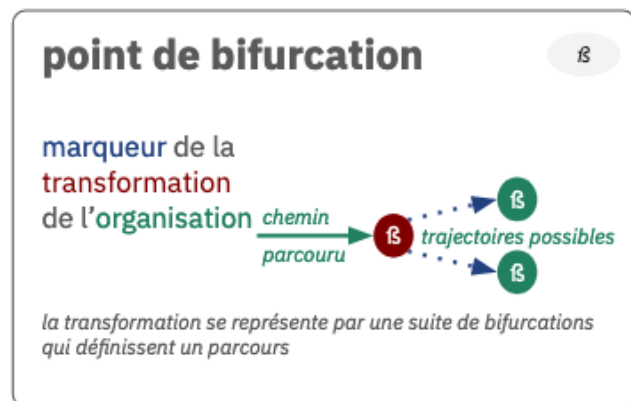 point de bifurcation
ß
marqueur de la
transformation
de l'organisation
chemin
parcouru
ß
trajectoires possibles
ß
ß
la transformation se représente par une suite de bifurcations
qui définissent un parcours